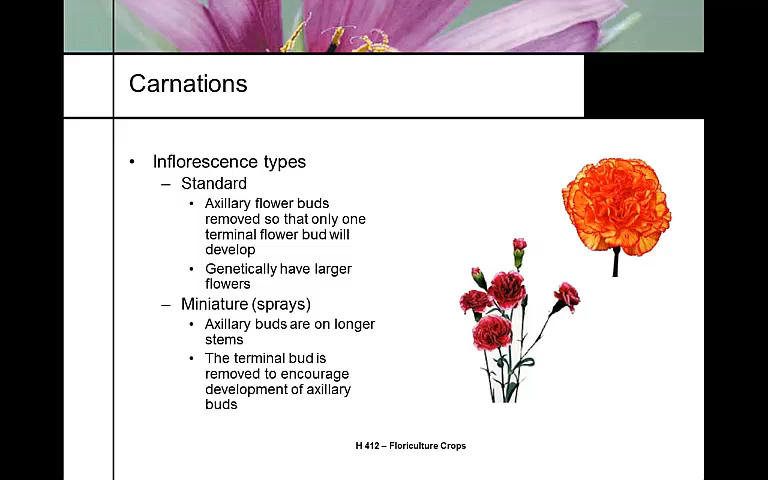 Carnations
• Inflorescence types
– Standard
• Axillary flower buds
removed so that only one
terminal flower bud will
develop
• Genetically have larger
flowers
– Miniature (sprays)
• Axillary buds are on longer
stems
• The terminal bud is
removed to encourage
development of axillary
buds
H 412 – Floriculture Crops